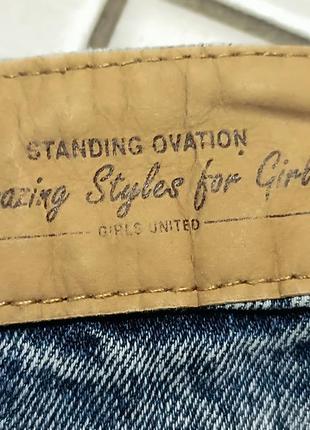 STANDING OVATION
azing Styles for Girl
GIRLS UNITED